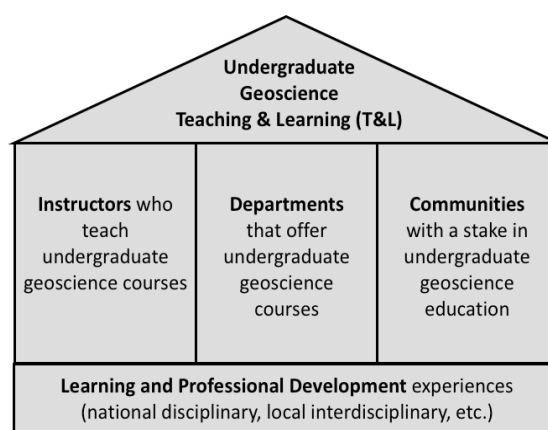 Undergraduate
Geoscience
Teaching & Learning (T&L)
Instructors who
teach
undergraduate
geoscience courses
Departments
that offer
undergraduate
geoscience
courses
Communities
with a stake in
undergraduate
geoscience
education
Learning and Professional Development experiences
(national disciplinary, local interdisciplinary, etc.)